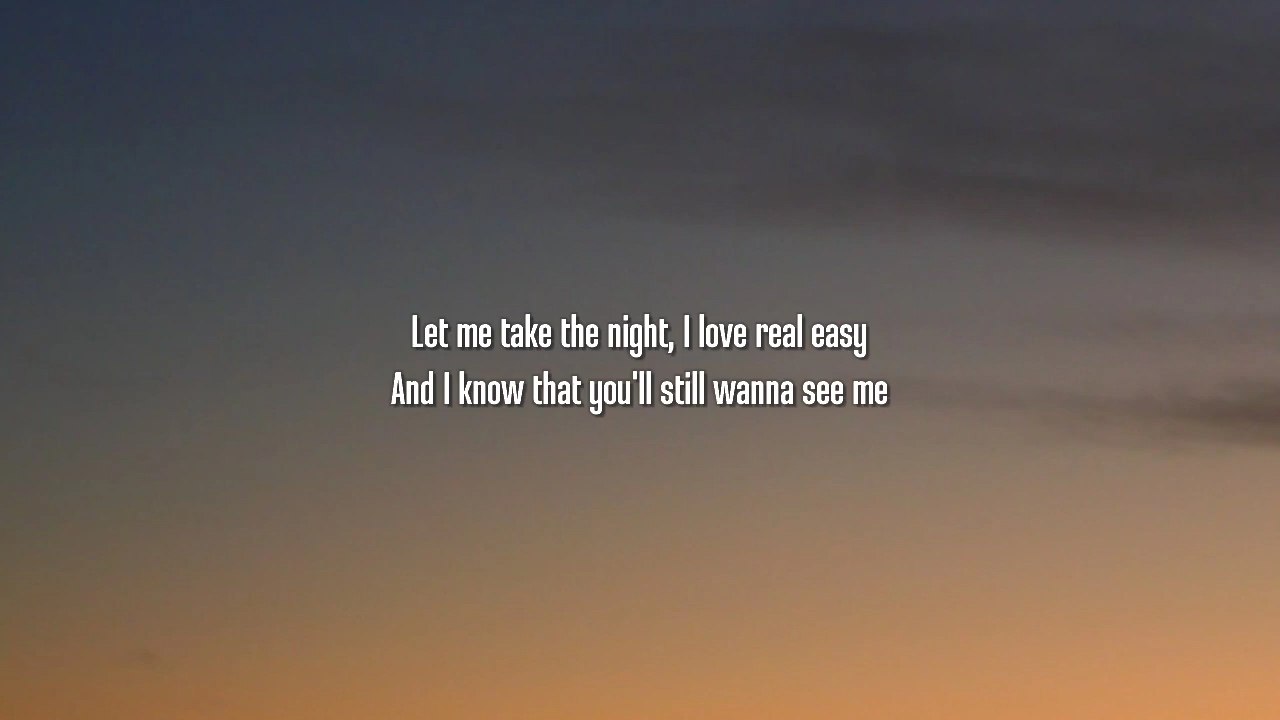 Let me take the night, I love real easy
And I know that you'll still wanna see me